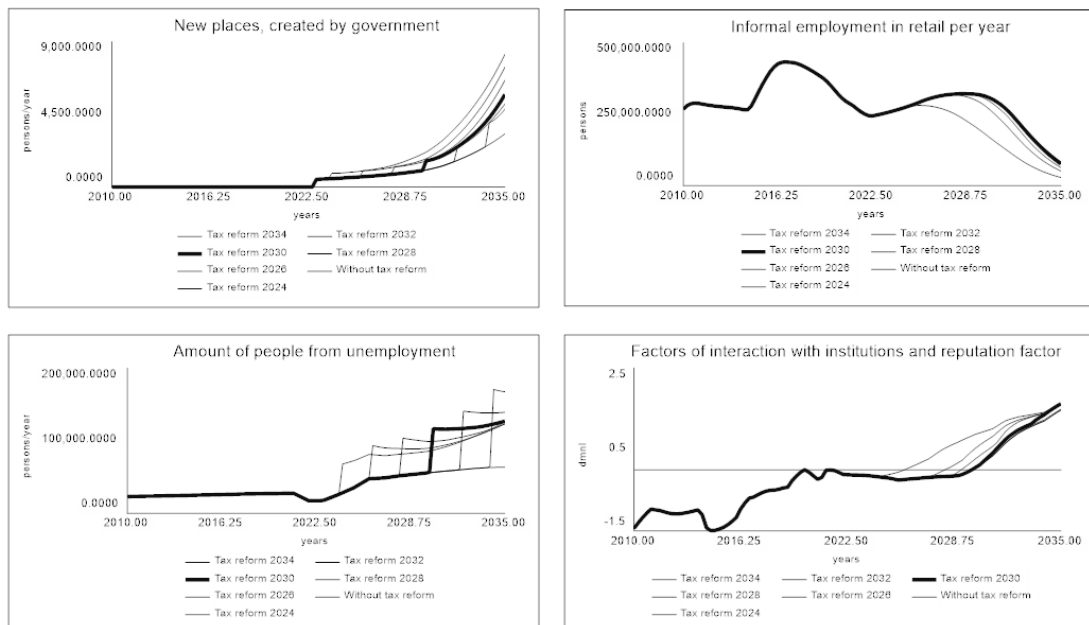 New places, created by government
9,000.0000
4,500.0000
0.0000
persons/year
2010.00 2016.25 2022.50 2028.75 2035.00
years
Tax reform 2034 Tax reform 2032
Tax reform 2030 Tax reform 2028
Tax reform 2026 Without tax reform
Tax reform 2024
Informal employment in retail per year
500,000.0000
250,000.0000
0.0000
persons
2010.00 2016.25 2022.50 2028.75 2035.00
years
Tax reform 2034 Tax reform 2032
Tax reform 2030 Tax reform 2028
Tax reform 2026 Without tax reform
Tax reform 2024
Amount of people from unemployment
200,000.0000
100,000.0000
0.0000
persons/year
2010.00 2016.25 2022.50 2028.75 2035.00
years
Tax reform 2034 Tax reform 2032
Tax reform 2030 Tax reform 2028
Tax reform 2026 Without tax reform
Tax reform 2024
Factors of interaction with institutions and reputation factor
2.5
0.5
-1.5
dmnl
2010.00 2016.25 2022.50 2028.75 2035.00
years
Tax reform 2034 Tax reform 2032 Tax reform 2030
Tax reform 2028 Tax reform 2026 Without tax reform
Tax reform 2024